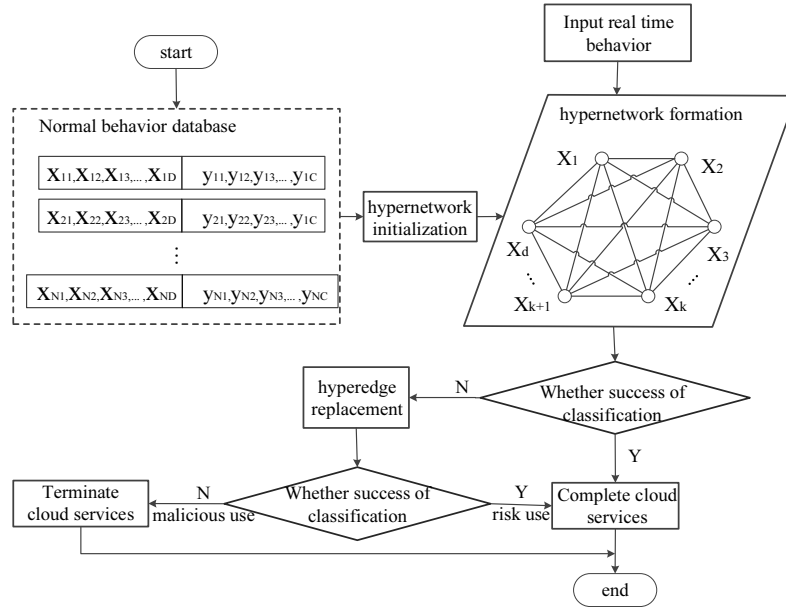 start
Input real time
behavior
Normal behavior database
X11,X12,X13,... ,X1D y11,y12,y13,... ,y1C
X21,X22,X23,... ,X2D y21,y22,y23,... ,y1C
⋮
XN1,XN2,XN3,... ,XND yN1,yN2,yN3,... ,yNC
hypernetwork
initialization
hypernetwork formation
X1
X2
Xd
X3
...
...
Xk+1
Xk
hyperedge
replacement
N
Whether success of
classification
Y
Terminate
cloud services
N
malicious use
Whether success of
classification
Y
risk use
Complete cloud
services
end